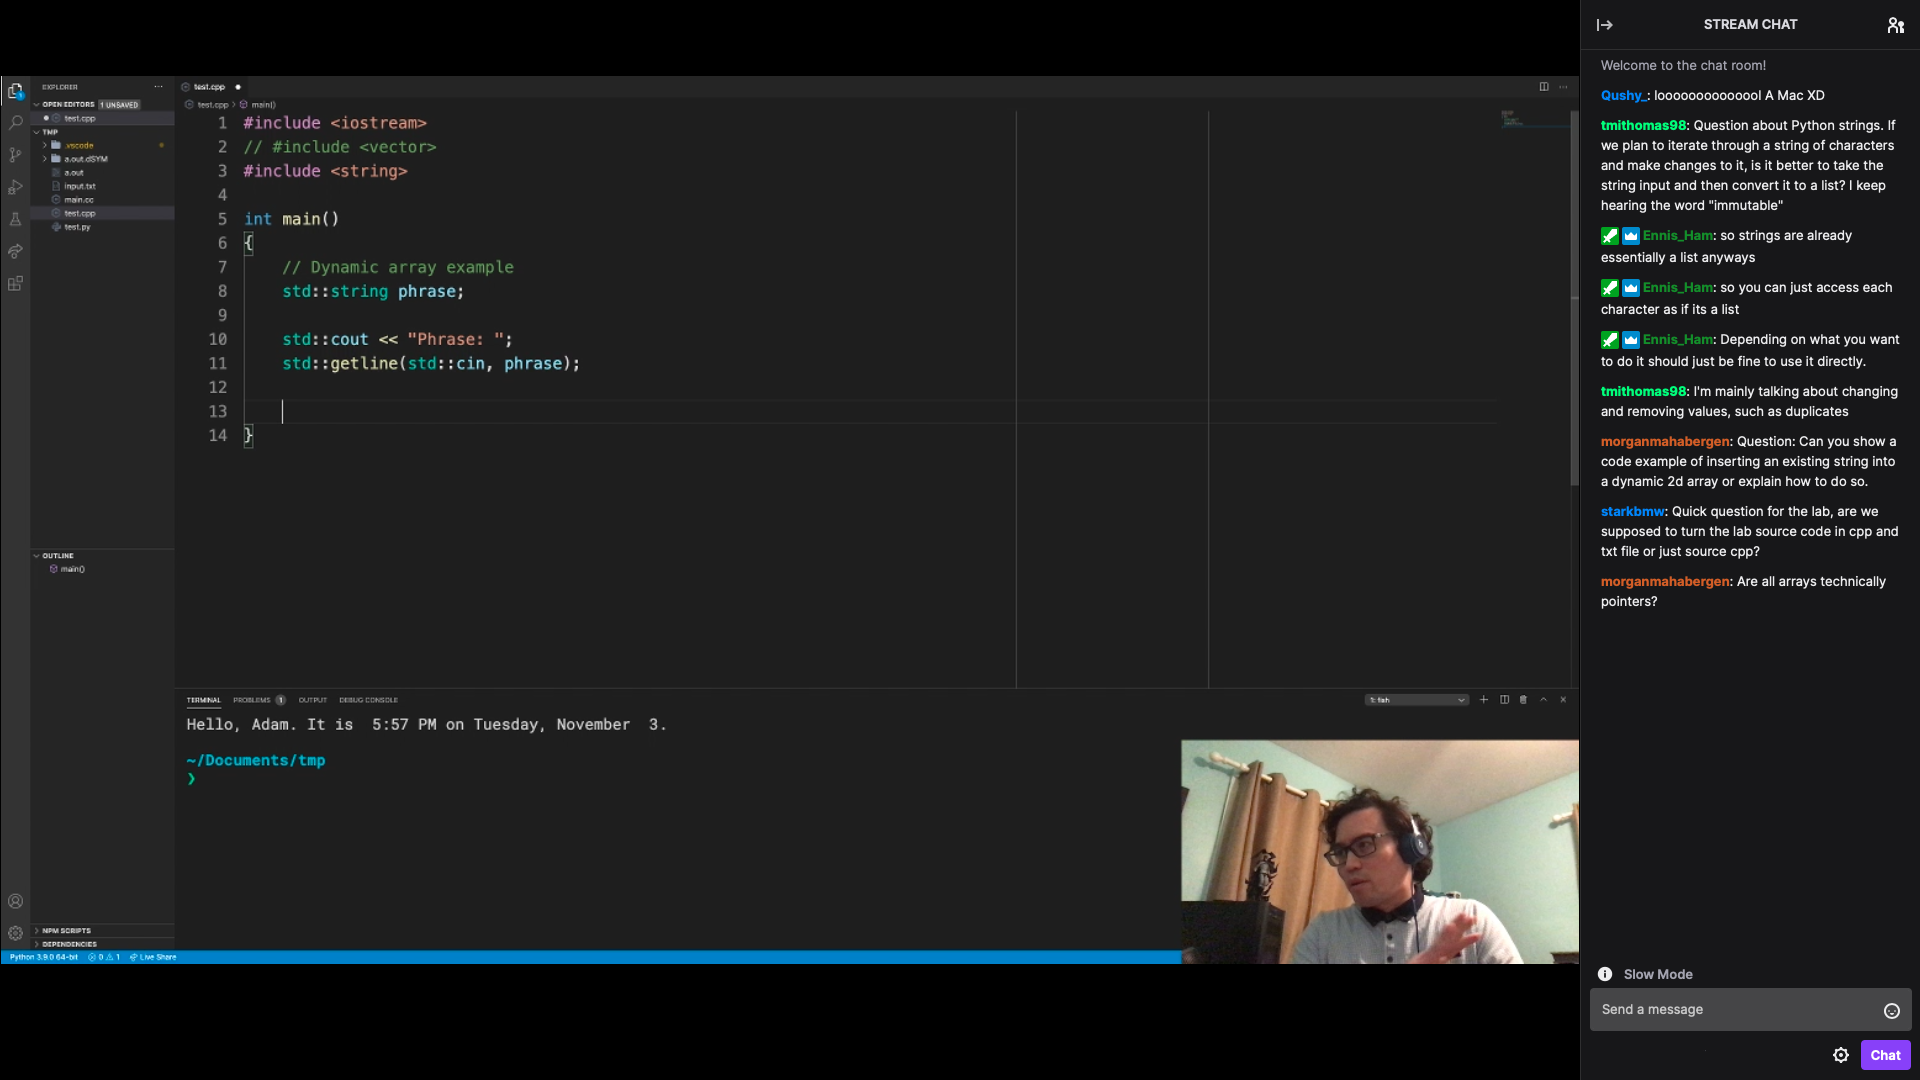 EXPLORER
OPEN EDITORS 1 UNSAVED
test.cpp
TMP
.vscode
a.out.dSYM
a.out
input.txt
main.cc
test.cpp
test.py
OUTLINE
main()
NPM SCRIPTS
DEPENDENCIES
test.cpp
test.cpp > main()
1 #include <iostream>
2 // #include <vector>
3 #include <string>
4
5 int main()
6 {
7 // Dynamic array example
8 std::string phrase;
9
10 std::cout << "Phrase: ";
11 std::getline(std::cin, phrase);
12
13
14 }
TERMINAL PROBLEMS 1 OUTPUT DEBUG CONSOLE
1: fish
Hello, Adam. It is 5:57 PM on Tuesday, November 3.
~/Documents/tmp
❯
Python 3.9.0 64-bit 0 1 Live Share
STREAM CHAT
Welcome to the chat room!
Qushy_: looooooooooooool A Mac XD
tmithomas98: Question about Python strings. If
we plan to iterate through a string of characters
and make changes to it, is it better to take the
string input and then convert it to a list? I keep
hearing the word "immutable"
Ennis_Ham: so strings are already
essentially a list anyways
Ennis_Ham: so you can just access each
character as if its a list
Ennis_Ham: Depending on what you want
to do it should just be fine to use it directly.
tmithomas98: I'm mainly talking about changing
and removing values, such as duplicates
morganmahabergen: Question: Can you show a
code example of inserting an existing string into
a dynamic 2d array or explain how to do so.
starkbmw: Quick question for the lab, are we
supposed to turn the lab source code in cpp and
txt file or just source cpp?
morganmahabergen: Are all arrays technically
pointers?
Slow Mode
Send a message
Chat